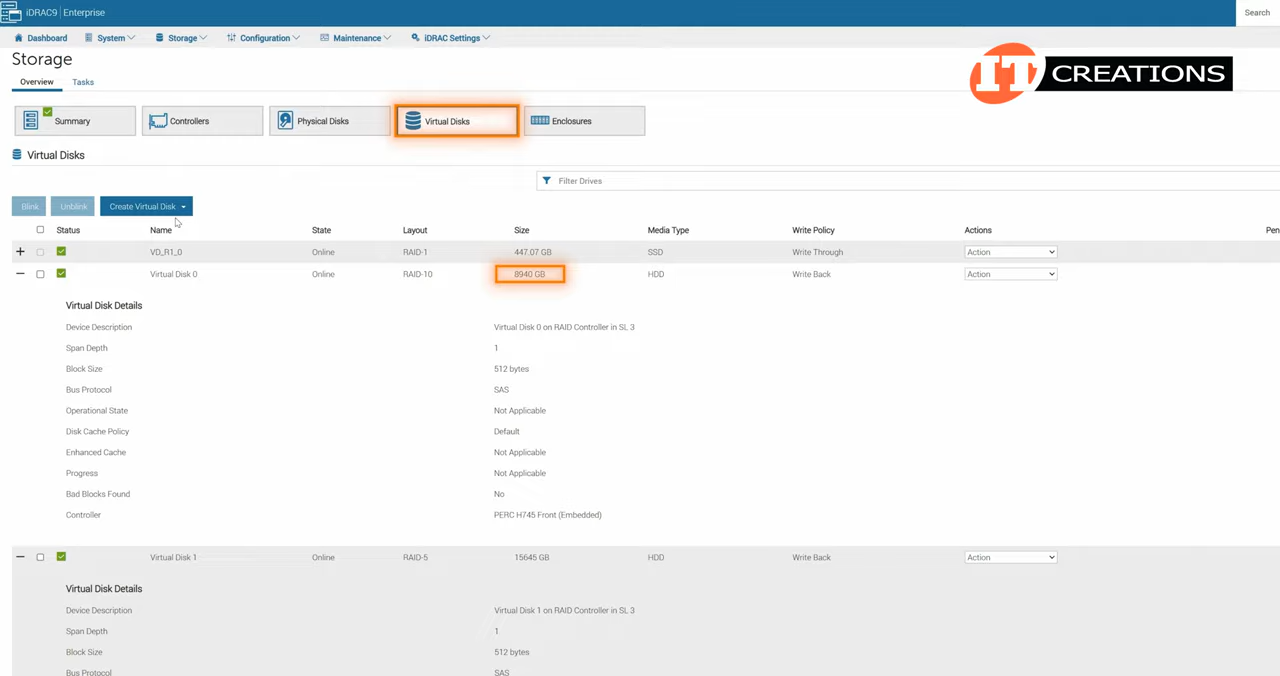 iDRAC9 | Enterprise
Search
Dashboard System Storage Configuration Maintenance iDRAC Settings
Storage
IT CREATIONS
Overview Tasks
Summary Controllers Physical Disks Virtual Disks Enclosures
Virtual Disks
Filter Drives
Blink Unblink Create Virtual Disk
Status Name State Layout Size Media Type Write Policy Actions Pen
VD_R1_0 Online RAID-1 447.07 GB SSD Write Through Action
Virtual Disk 0 Online RAID-10 8940 GB HDD Write Back Action
Virtual Disk Details
Device Description Virtual Disk 0 on RAID Controller in SL 3
Span Depth 1
Block Size 512 bytes
Bus Protocol SAS
Operational State Not Applicable
Disk Cache Policy Default
Enhanced Cache Not Applicable
Progress Not Applicable
Bad Blocks Found No
Controller PERC H745 Front (Embedded)
Virtual Disk 1 Online RAID-5 15645 GB HDD Write Back Action
Virtual Disk Details
Device Description Virtual Disk 1 on RAID Controller in SL 3
Span Depth 1
Block Size 512 bytes
Bus Protocol SAS